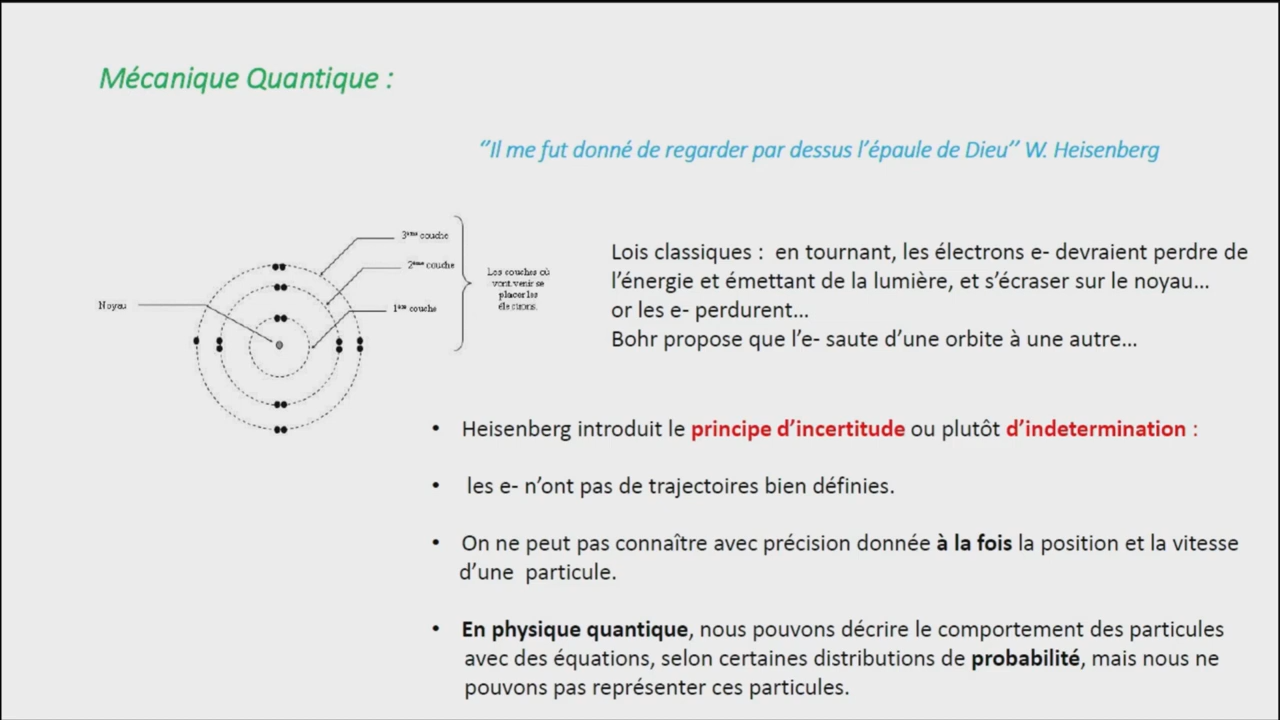 Mécanique Quantique :
‘’Il me fut donné de regarder par dessus l’épaule de Dieu’’ W. Heisenberg
3ème couche
2ème couche
1ère couche
Noyau
Les couches où
vont venir se
placer les
électrons.
Lois classiques :  en tournant, les électrons e- devraient perdre de
l’énergie et émettant de la lumière, et s’écraser sur le noyau…
or les e- perdurent…
Bohr propose que l’e- saute d’une orbite à une autre…
• Heisenberg introduit le principe d’incertitude ou plutôt d’indetermination :
• les e- n’ont pas de trajectoires bien définies.
• On ne peut pas connaître avec précision donnée à la fois la position et la vitesse
d’une  particule.
• En physique quantique, nous pouvons décrire le comportement des particules
avec des équations, selon certaines distributions de probabilité, mais nous ne
pouvons pas représenter ces particules.